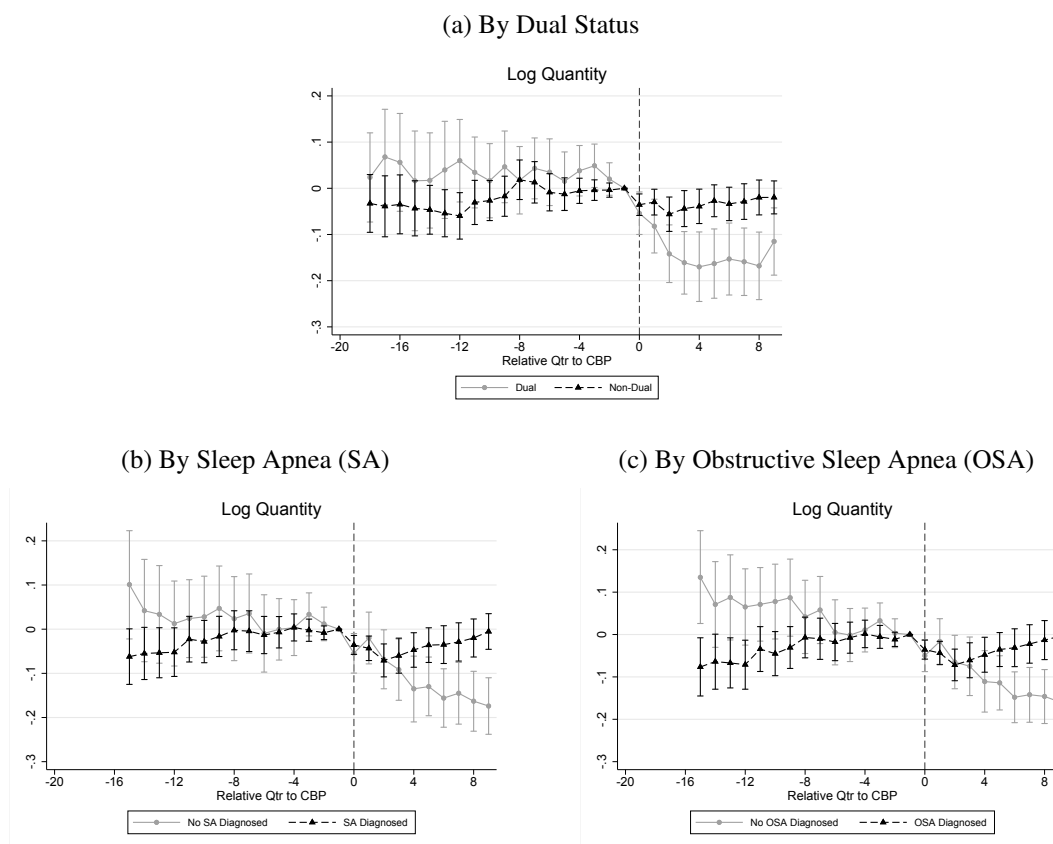 (a) By Dual Status
Log Quantity
.2
.1
0
-.1
-.2
-.3
-20 -16 -12 -8 -4 0 4 8
Relative Qtr to CBP
Dual Non-Dual
(b) By Sleep Apnea (SA)
Log Quantity
.2
.1
0
-.1
-.2
-.3
-20 -16 -12 -8 -4 0 4 8
Relative Qtr to CBP
No SA Diagnosed SA Diagnosed
(c) By Obstructive Sleep Apnea (OSA)
Log Quantity
.2
.1
0
-.1
-.2
-.3
-20 -16 -12 -8 -4 0 4 8
Relative Qtr to CBP
No OSA Diagnosed OSA Diagnosed